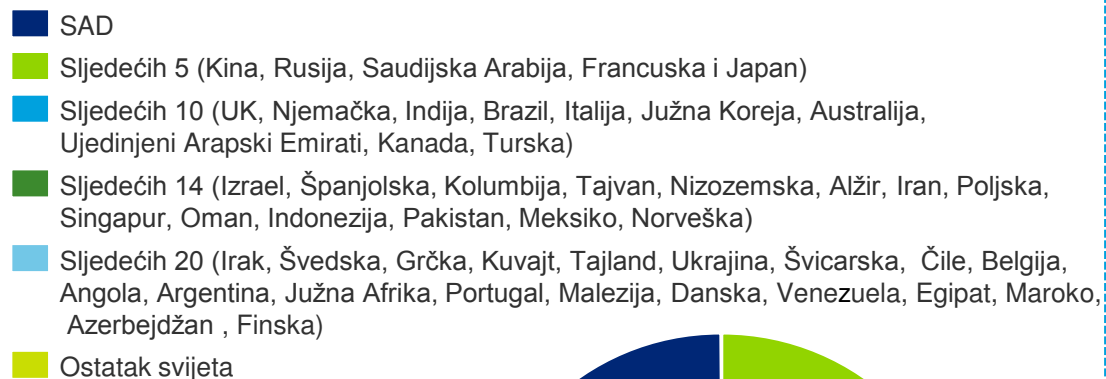 SAD
Sljedećih 5 (Kina, Rusija, Saudijska Arabija, Francuska i Japan)
Sljedećih 10 (UK, Njemačka, Indija, Brazil, Italija, Južna Koreja, Australija,
Ujedinjeni Arapski Emirati, Kanada, Turska)
Sljedećih 14 (Izrael, Španjolska, Kolumbija, Tajvan, Nizozemska, Alžir, Iran, Poljska,
Singapur, Oman, Indonezija, Pakistan, Meksiko, Norveška)
Sljedećih 20 (Irak, Švedska, Grčka, Kuvajt, Tajland, Ukrajina, Švicarska, Čile, Belgija,
Angola, Argentina, Južna Afrika, Portugal, Malezija, Danska, Venezuela, Egipat, Maroko,
Azerbejdžan , Finska)
Ostatak svijeta